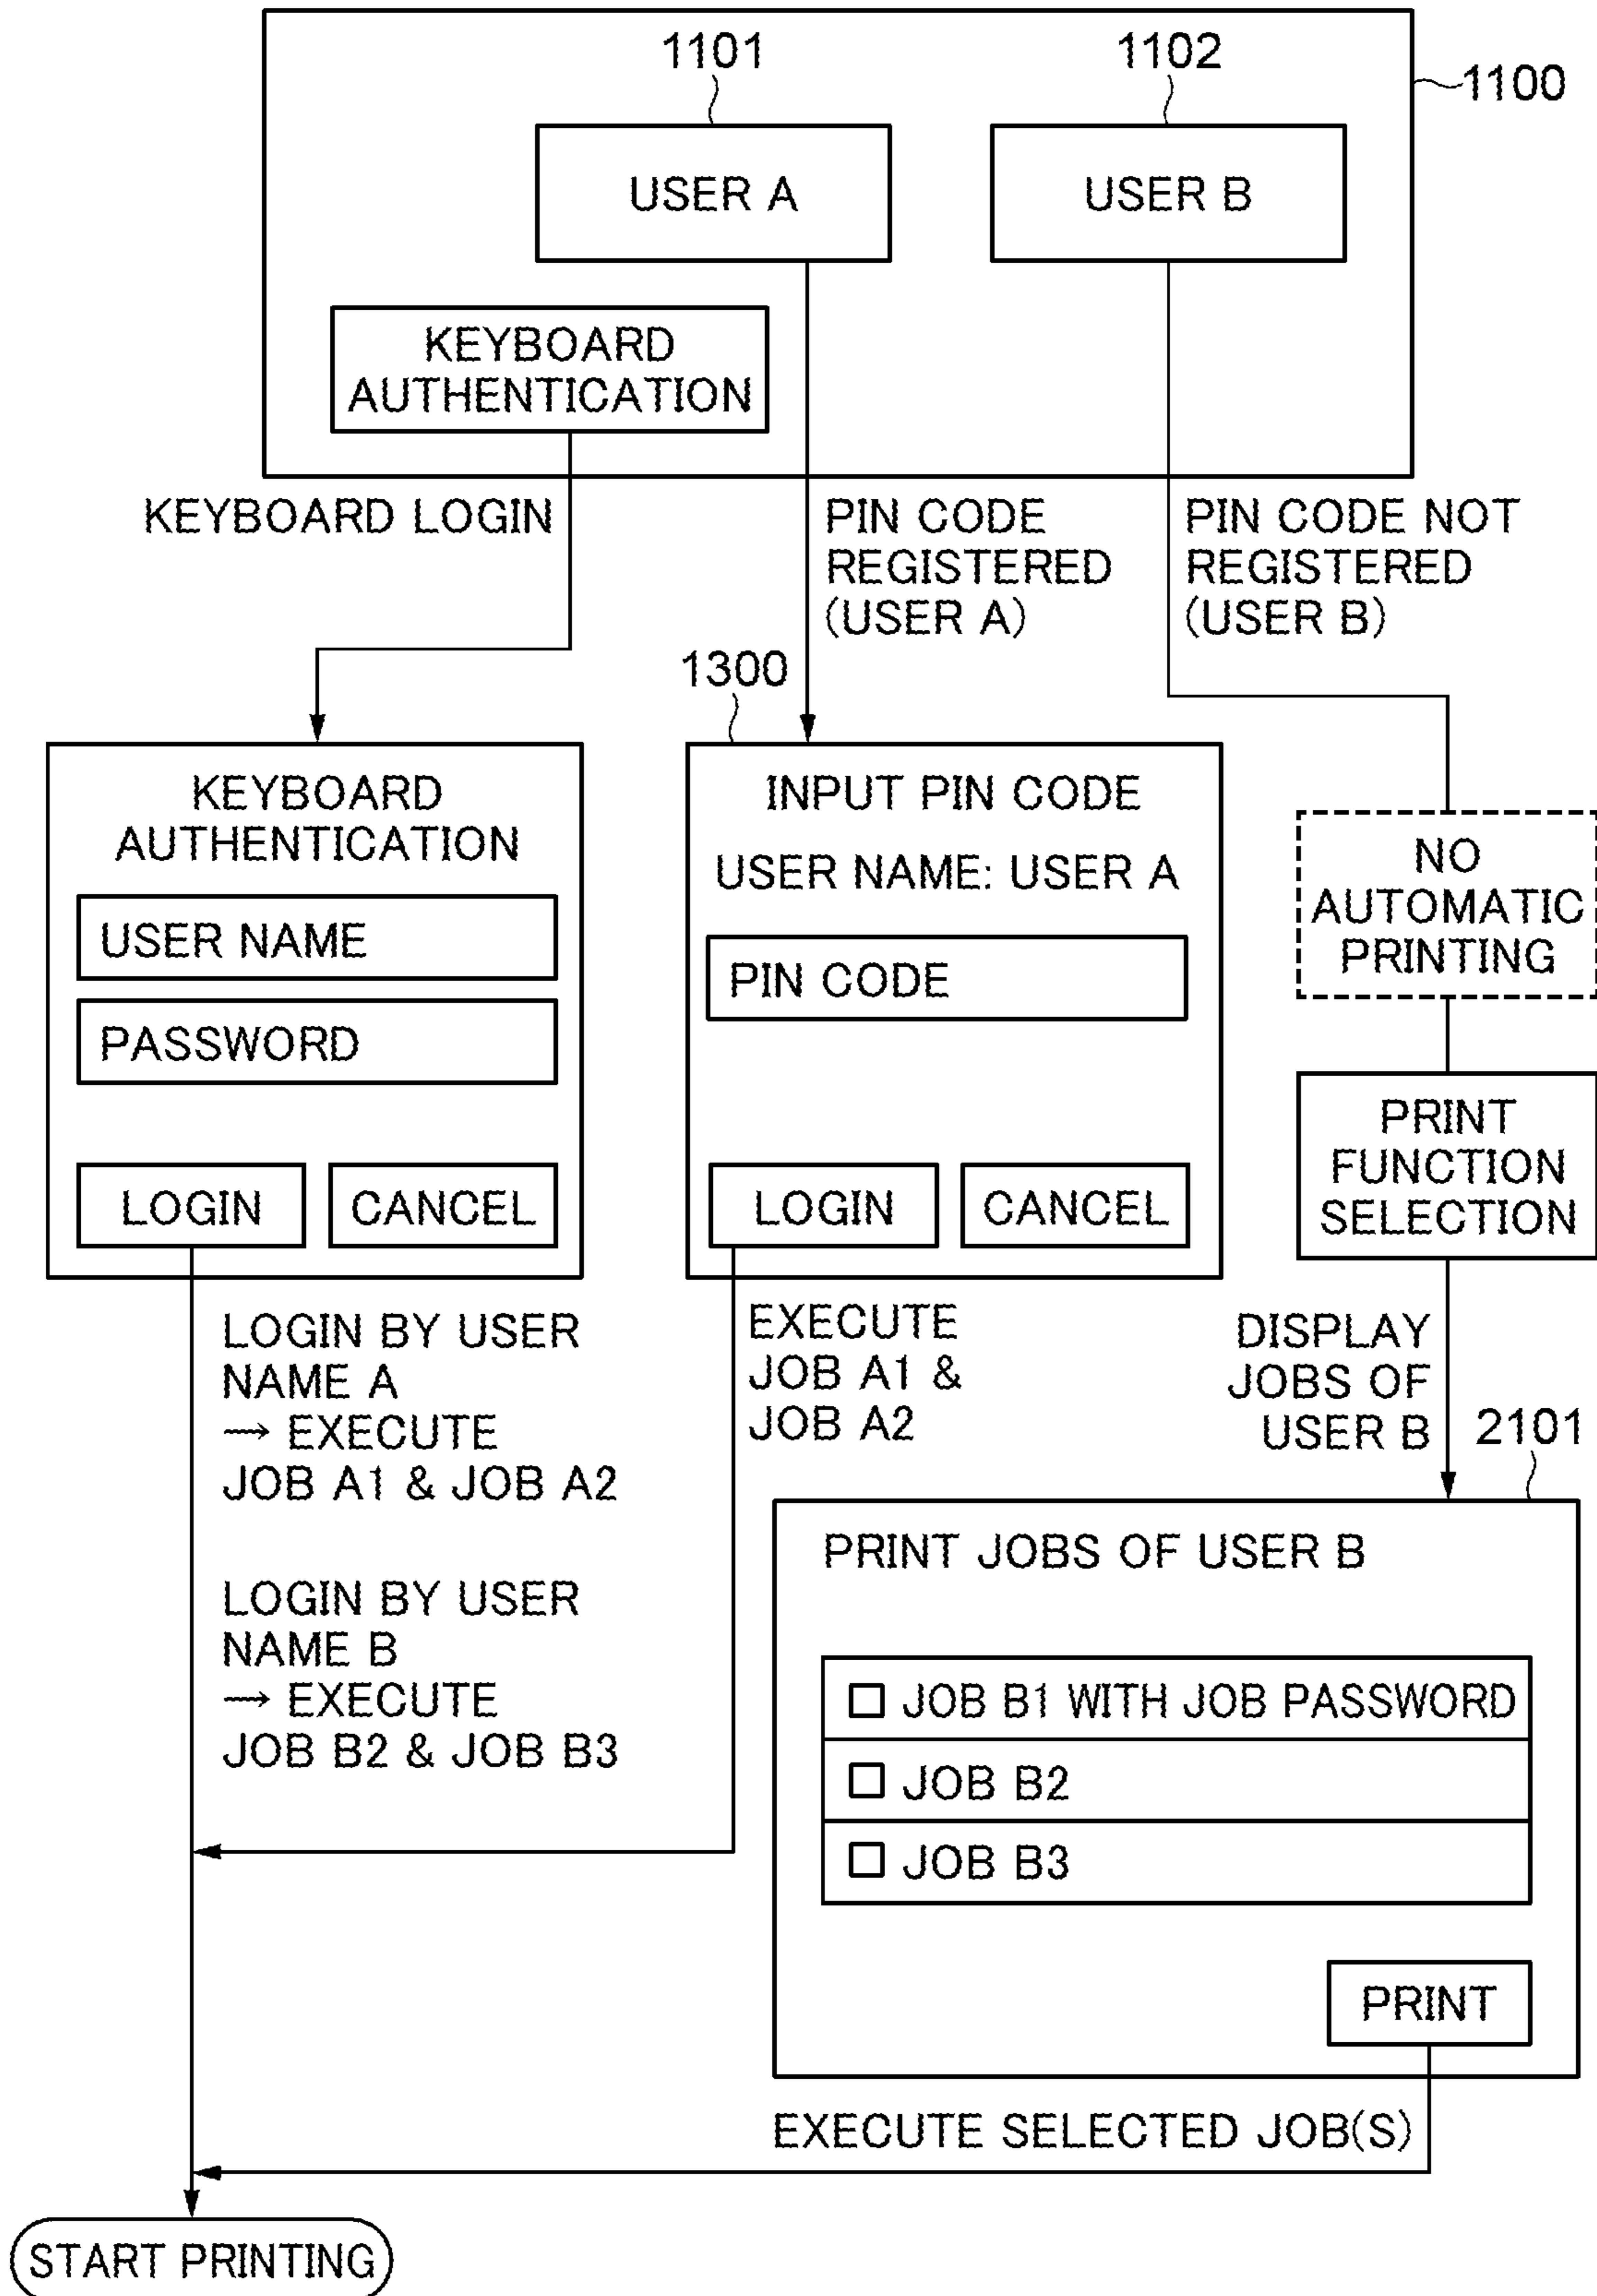 1101
1102
1100
USER A
USER B
KEYBOARD
AUTHENTICATION
KEYBOARD LOGIN
PIN CODE
REGISTERED
(USER A)
PIN CODE NOT
REGISTERED
(USER B)
1300
KEYBOARD
AUTHENTICATION
USER NAME
PASSWORD
LOGIN
CANCEL
INPUT PIN CODE
USER NAME: USER A
PIN CODE
LOGIN
CANCEL
NO
AUTOMATIC
PRINTING
PRINT
FUNCTION
SELECTION
LOGIN BY USER
NAME A
→ EXECUTE
JOB A1 & JOB A2
LOGIN BY USER
NAME B
→ EXECUTE
JOB B2 & JOB B3
EXECUTE
JOB A1 &
JOB A2
DISPLAY
JOBS OF
USER B
2101
PRINT JOBS OF USER B
JOB B1 WITH JOB PASSWORD
JOB B2
JOB B3
PRINT
EXECUTE SELECTED JOB(S)
START PRINTING